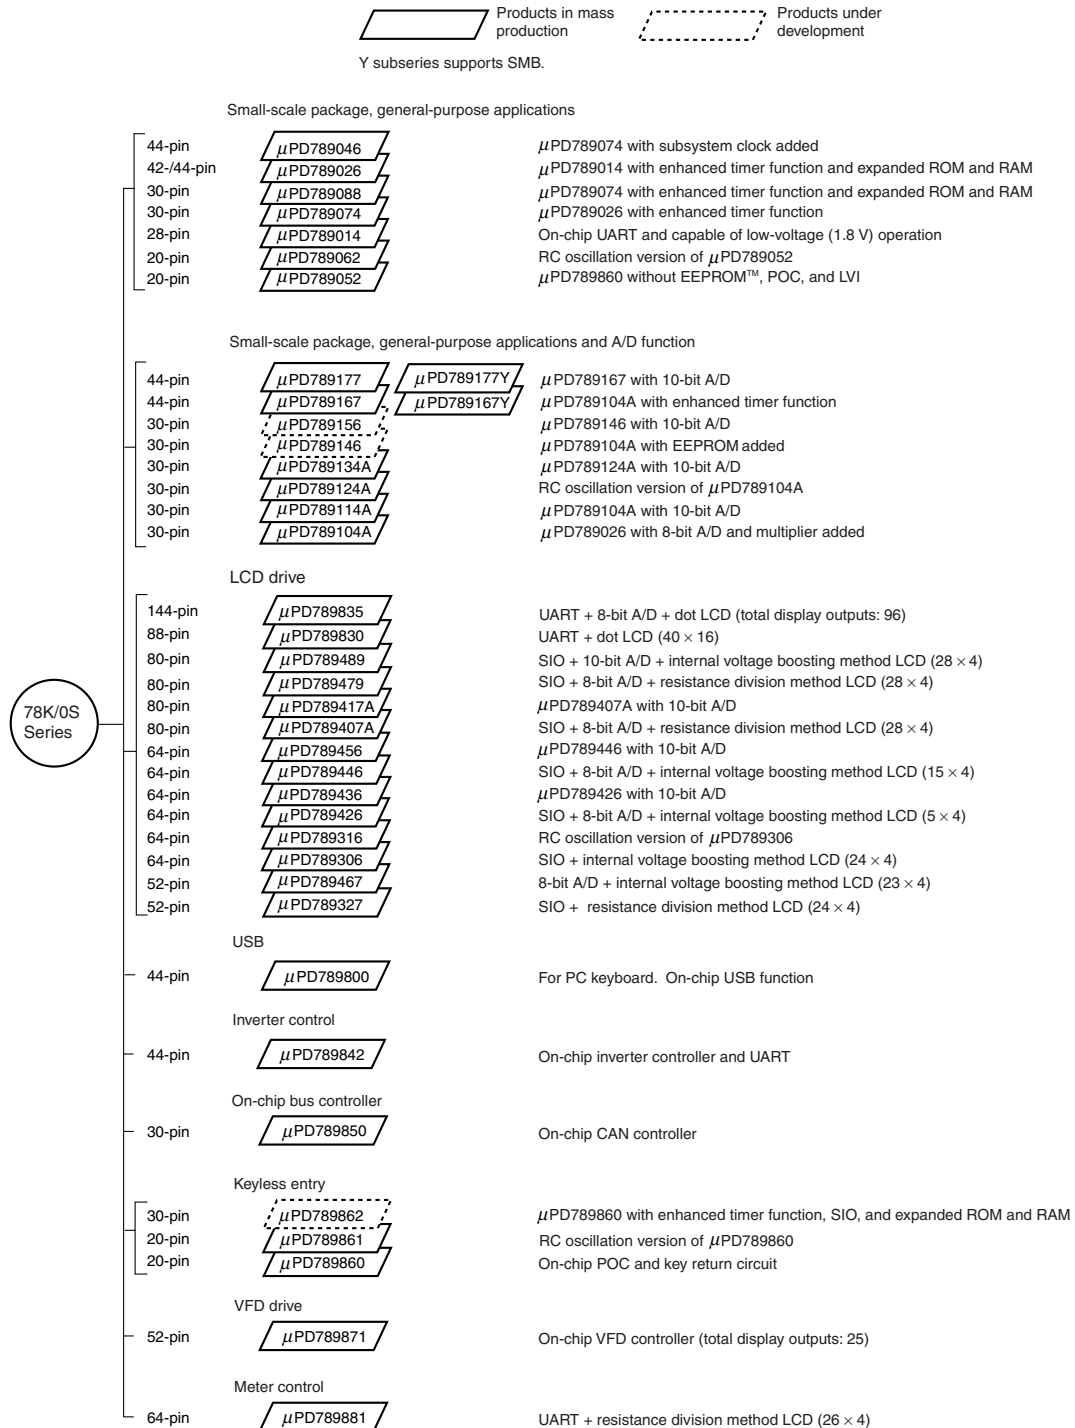 Products in mass production
Products under development
Y subseries supports SMB.
78K/0S Series
Small-scale package, general-purpose applications
44-pin μPD789046 μPD789074 with subsystem clock added
42-/44-pin μPD789026 μPD789014 with enhanced timer function and expanded ROM and RAM
30-pin μPD789088 μPD789074 with enhanced timer function and expanded ROM and RAM
30-pin μPD789074 μPD789026 with enhanced timer function
28-pin μPD789014 On-chip UART and capable of low-voltage (1.8 V) operation
20-pin μPD789062 RC oscillation version of μPD789052
20-pin μPD789052 μPD789860 without EEPROM™, POC, and LVI
Small-scale package, general-purpose applications and A/D function
44-pin μPD789177 μPD789177Y μPD789167 with 10-bit A/D
44-pin μPD789167 μPD789167Y μPD789104A with enhanced timer function
30-pin μPD789156 μPD789146 with 10-bit A/D
30-pin μPD789146 μPD789104A with EEPROM added
30-pin μPD789134A μPD789124A with 10-bit A/D
30-pin μPD789124A RC oscillation version of μPD789104A
30-pin μPD789114A μPD789104A with 10-bit A/D
30-pin μPD789104A μPD789026 with 8-bit A/D and multiplier added
LCD drive
144-pin μPD789835 UART + 8-bit A/D + dot LCD (total display outputs: 96)
88-pin μPD789830 UART + dot LCD (40 × 16)
80-pin μPD789489 SIO + 10-bit A/D + internal voltage boosting method LCD (28 × 4)
80-pin μPD789479 SIO + 8-bit A/D + resistance division method LCD (28 × 4)
80-pin μPD789417A μPD789407A with 10-bit A/D
80-pin μPD789407A SIO + 8-bit A/D + resistance division method LCD (28 × 4)
64-pin μPD789456 μPD789446 with 10-bit A/D
64-pin μPD789446 SIO + 8-bit A/D + internal voltage boosting method LCD (15 × 4)
64-pin μPD789436 μPD789426 with 10-bit A/D
64-pin μPD789426 SIO + 8-bit A/D + internal voltage boosting method LCD (5 × 4)
64-pin μPD789316 RC oscillation version of μPD789306
64-pin μPD789306 SIO + internal voltage boosting method LCD (24 × 4)
52-pin μPD789467 8-bit A/D + internal voltage boosting method LCD (23 × 4)
52-pin μPD789327 SIO + resistance division method LCD (24 × 4)
USB
44-pin μPD789800 For PC keyboard. On-chip USB function
Inverter control
44-pin μPD789842 On-chip inverter controller and UART
On-chip bus controller
30-pin μPD789850 On-chip CAN controller
Keyless entry
30-pin μPD789862 μPD789860 with enhanced timer function, SIO, and expanded ROM and RAM
20-pin μPD789861 RC oscillation version of μPD789860
20-pin μPD789860 On-chip POC and key return circuit
VFD drive
52-pin μPD789871 On-chip VFD controller (total display outputs: 25)
Meter control
64-pin μPD789881 UART + resistance division method LCD (26 × 4)